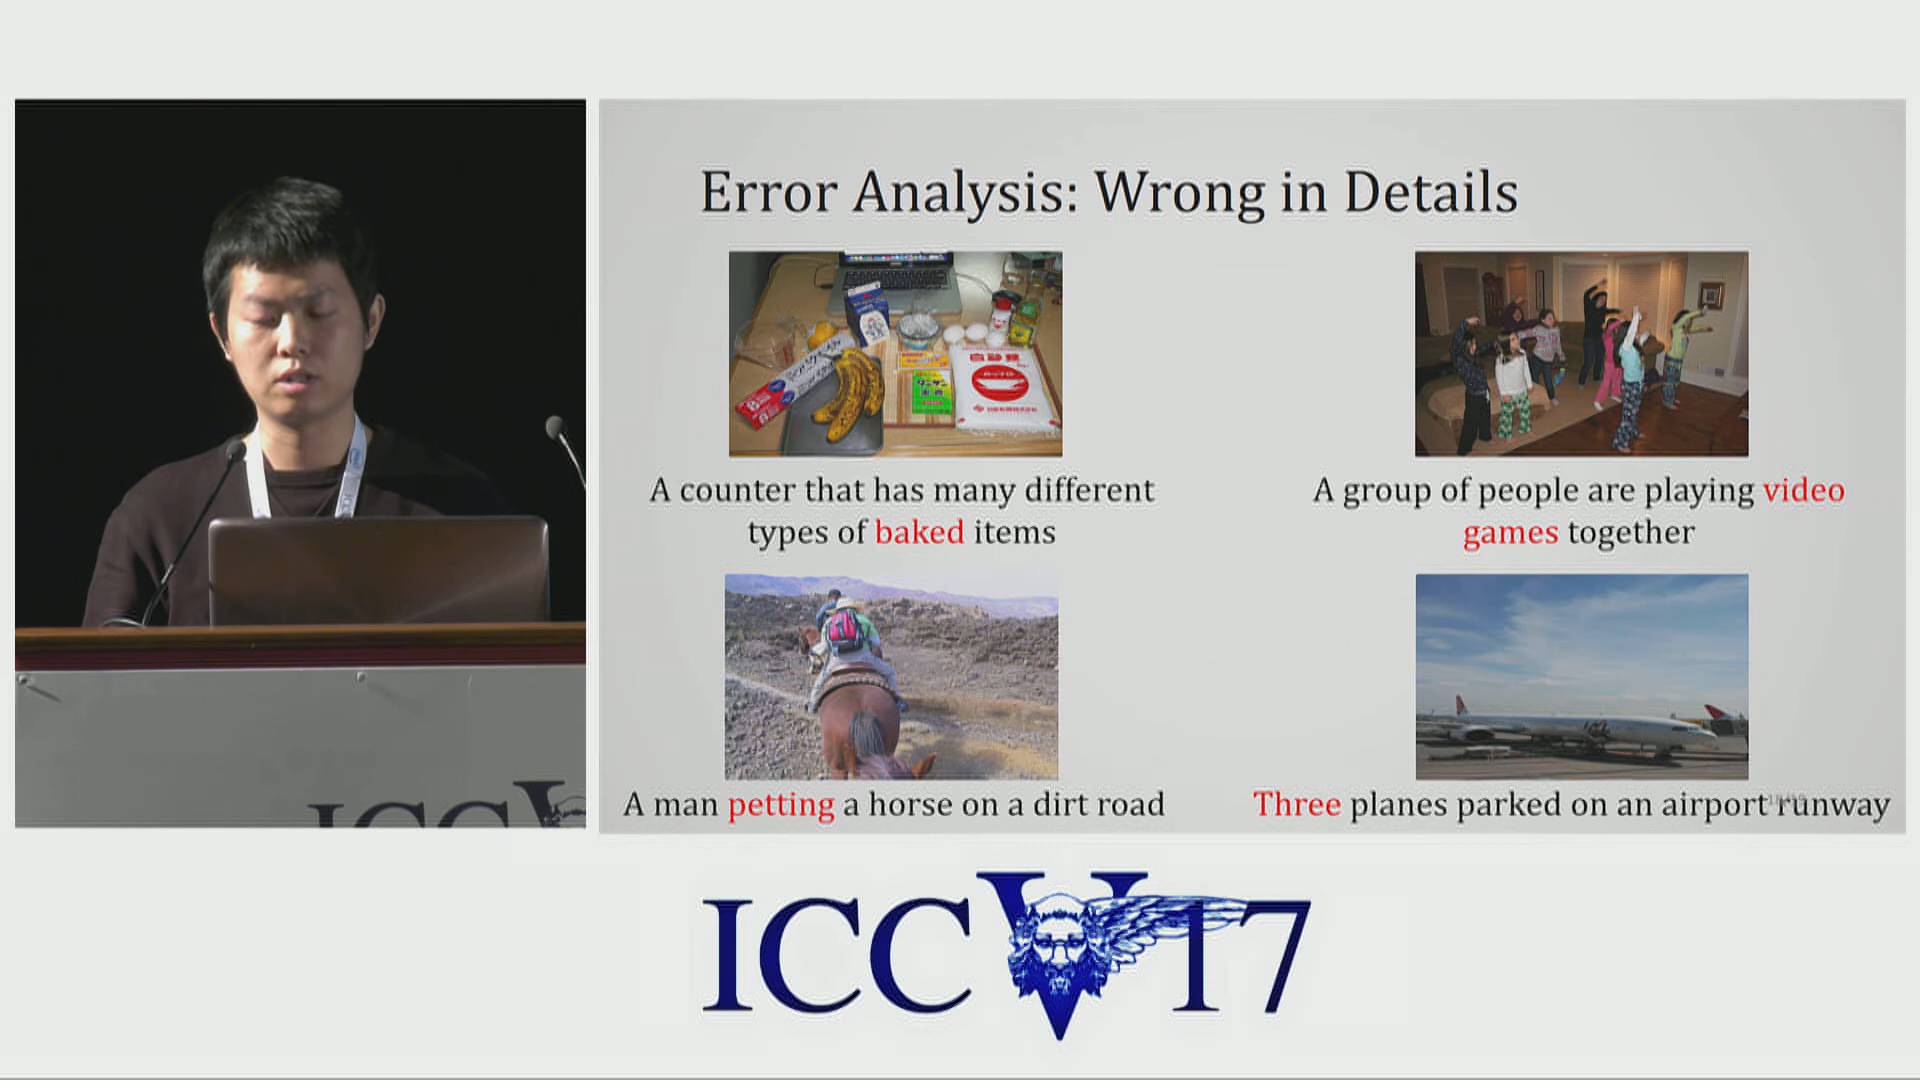 Error Analysis: Wrong in Details
A counter that has many different
types of baked items
A group of people are playing video
games together
A man petting a horse on a dirt road
Three planes parked on an airport runway
ICCV
ICCV17